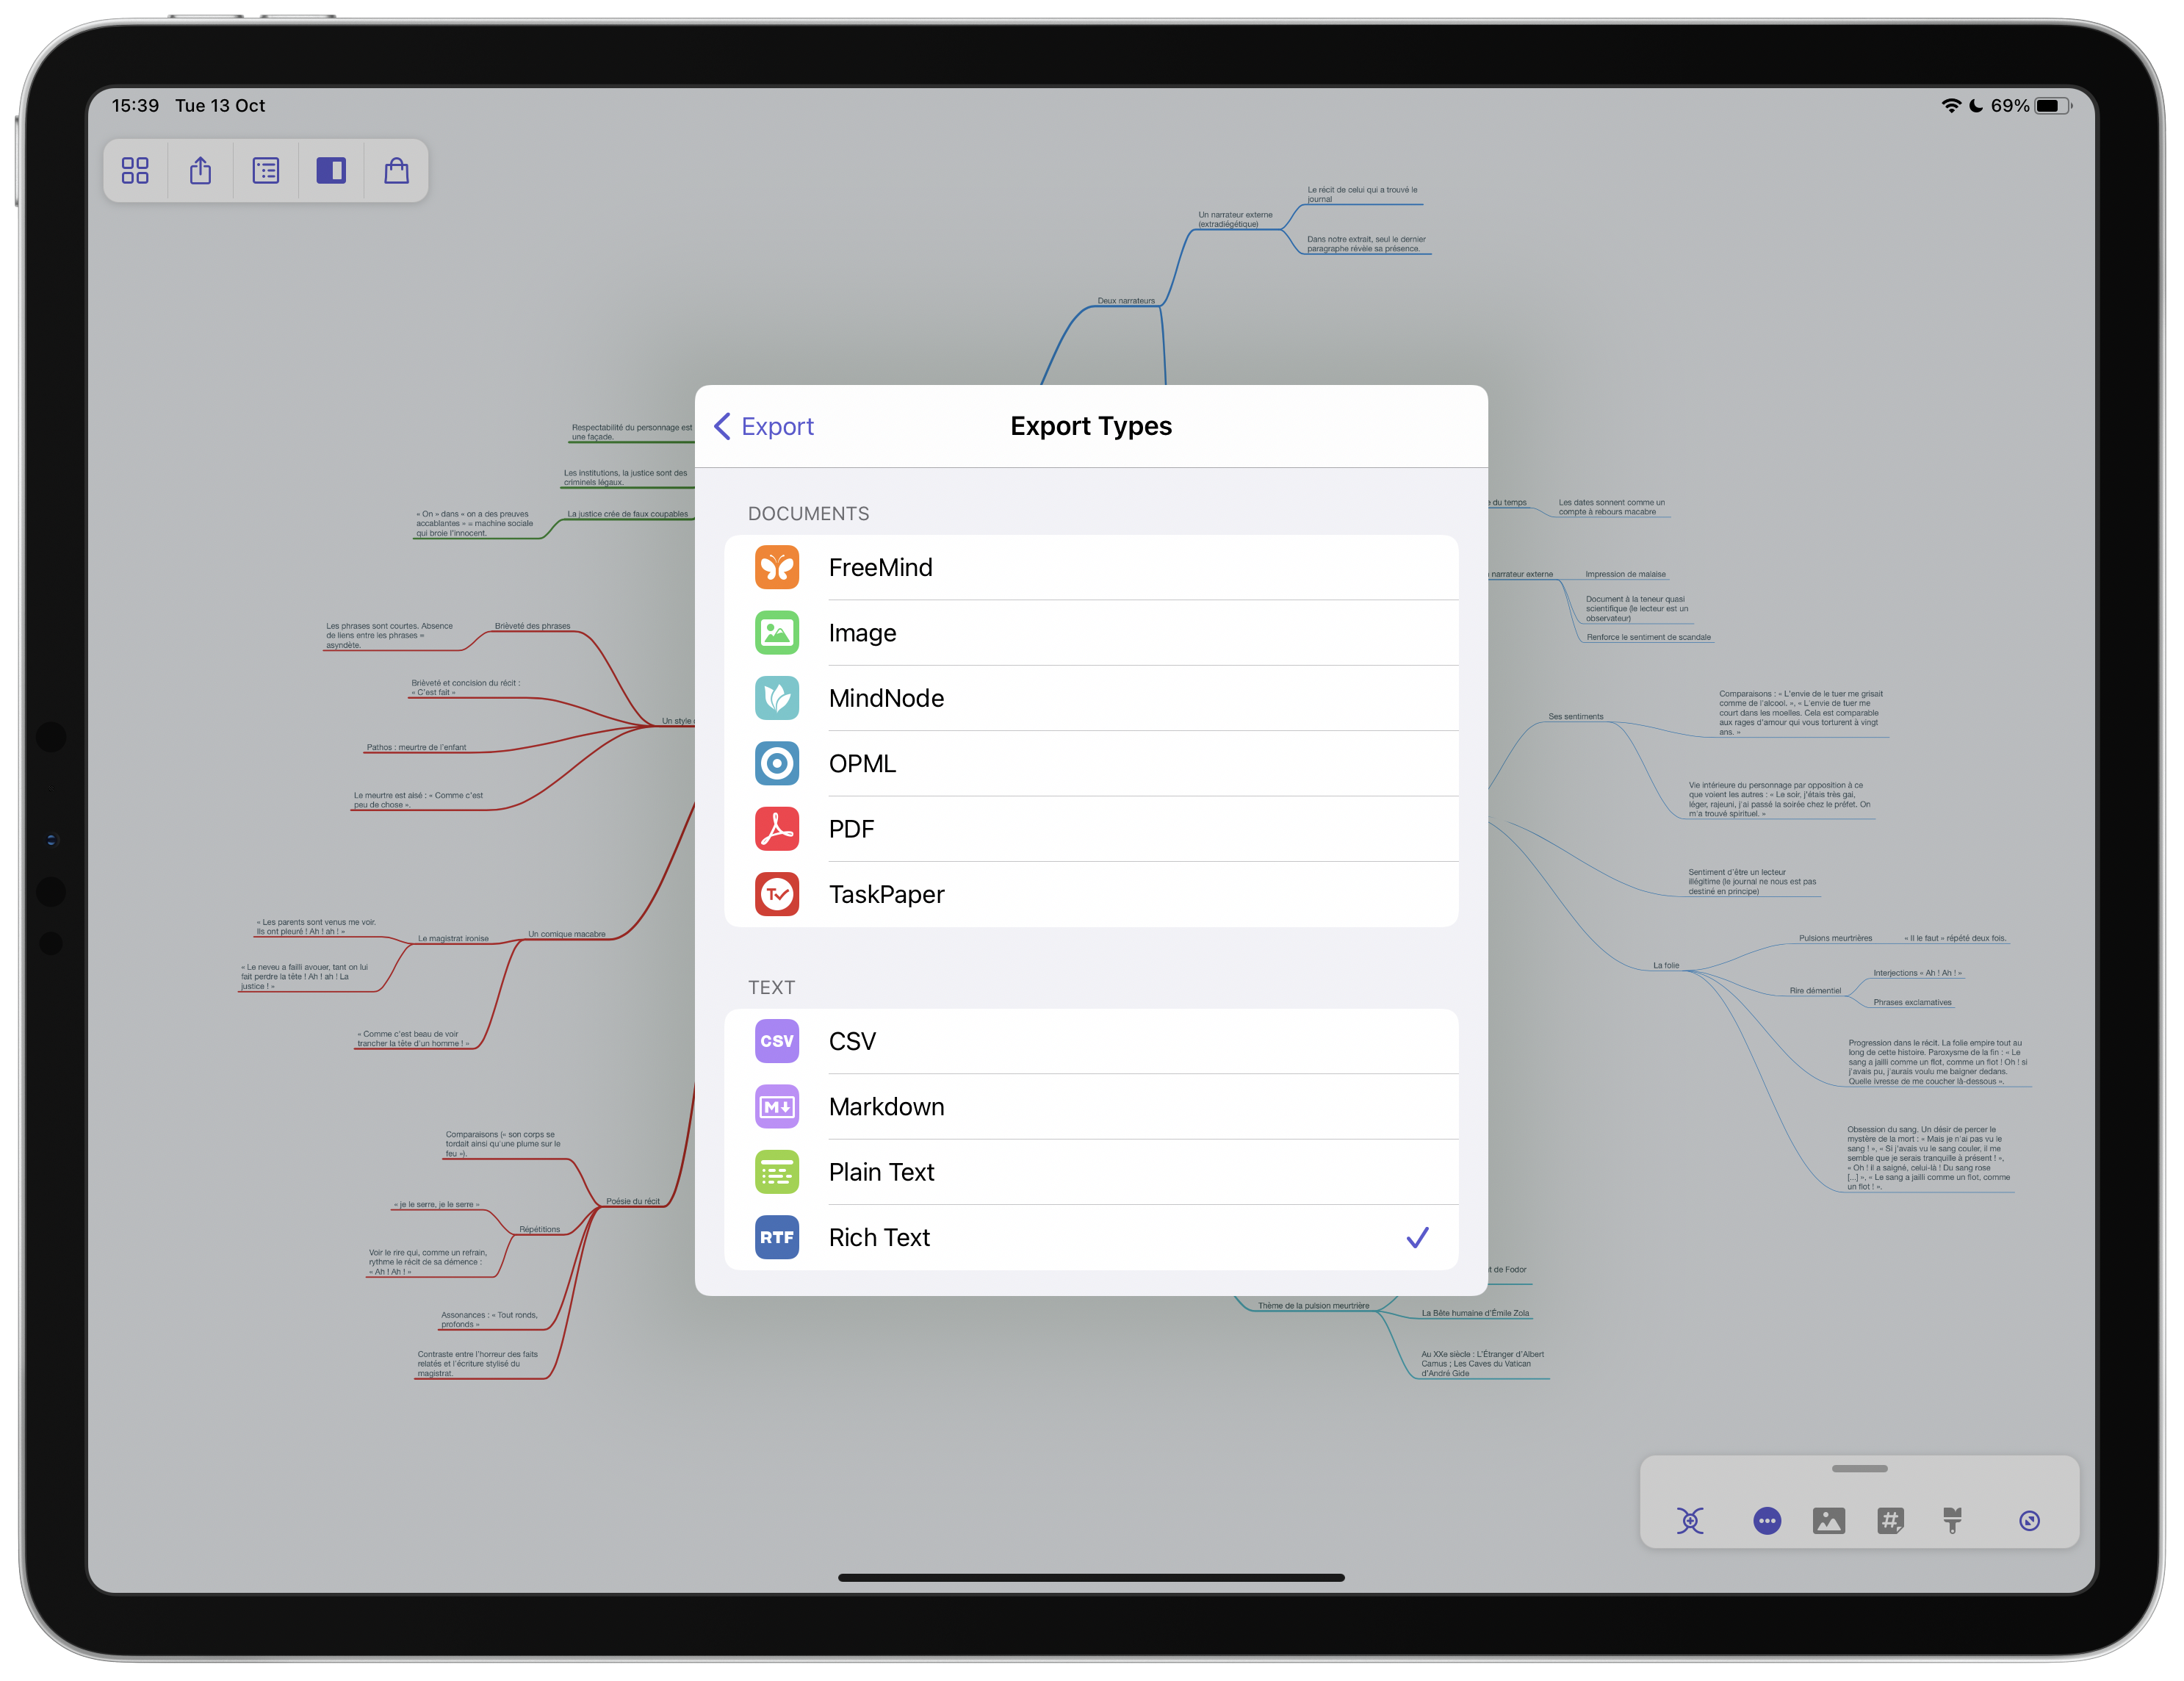 15:39 Tue 13 Oct
69%
Le récit de celui qui a trouvé le
journal
Un narrateur externe
(extradiégétique)
Dans notre extrait, seul le dernier
paragraphe révèle sa présence.
Deux narrateurs
Respectabilité du personnage est
une façade.
Les institutions, la justice sont des
criminels légaux.
« On » dans « on a des preuves
accablantes » = machine sociale
qui broie l'innocent.
La justice crée de faux coupables
Les phrases sont courtes. Absence
de liens entre les phrases =
asyndète.
Brièveté des phrases
Brièveté et concision du récit :
« C'est fait »
Un style
Pathos : meurtre de l'enfant
Le meurtre est aisé : « Comme c'est
peu de chose ».
« Les parents sont venus me voir.
Ils ont pleuré ! Ah ! ah ! »
Le magistrat ironise
Un comique macabre
« Le neveu a failli avouer, tant on lui
fait perdre la tête ! Ah ! ah ! La
justice ! »
« Comme c'est beau de voir
trancher la tête d'un homme ! »
Comparaisons (« son corps se
tordait ainsi qu'une plume sur le
feu »).
« je le serre, je le serre »
Répétitions
Poésie du récit
Voir le rire qui, comme un refrain,
rythme le récit de sa démence :
« Ah ! Ah ! »
Assonances : « Tout ronds,
profonds »
Contraste entre l'horreur des faits
relatés et l'écriture stylisé du
magistrat.
Export
Export Types
DOCUMENTS
FreeMind
Image
MindNode
OPML
PDF
TaskPaper
TEXT
CSV CSV
M Markdown
Plain Text
RTF Rich Text
du temps
Les dates sonnent comme un
compte à rebours macabre
narrateur externe
Impression de malaise
Document à la teneur quasi
scientifique (le lecteur est un
observateur)
Renforce le sentiment de scandale
Ses sentiments
Comparaisons : « L'envie de le tuer me grisait
comme de l'alcool. », « L'envie de tuer me
court dans les moelles. Cela est comparable
aux rages d'amour qui vous torturent à vingt
ans. »
Vie intérieure du personnage par opposition à ce
que voient les autres : « Le soir, j'étais très gai,
léger, rajeuni, j'ai passé la soirée chez le préfet. On
m'a trouvé spirituel. »
Sentiment d'être un lecteur
illégitime (le journal ne nous est pas
destiné en principe)
La folie
Pulsions meurtrières
« Il le faut » répété deux fois.
Rire démentiel
Interjections « Ah ! Ah ! »
Phrases exclamatives
Progression dans le récit. La folie empire tout au
long de cette histoire. Paroxysme de la fin : « Le
sang a jailli comme un flot, comme un flot ! Oh ! si
j'avais pu, j'aurais voulu me baigner dedans.
Quelle ivresse de me coucher là-dessous ».
Obsession du sang. Un désir de percer le
mystère de la mort : « Mais je n'ai pas vu le
sang ! », « Si j'avais vu le sang couler, il me
semble que je serais tranquille à présent ! »,
« Oh ! il a saigné, celui-là ! Du sang rose
[...] », « Le sang a jailli comme un flot, comme
un flot ! ».
de Fodor
Thème de la pulsion meurtrière
La Bête humaine d'Émile Zola
Au XXe siècle : L'Étranger d'Albert
Camus ; Les Caves du Vatican
d'André Gide